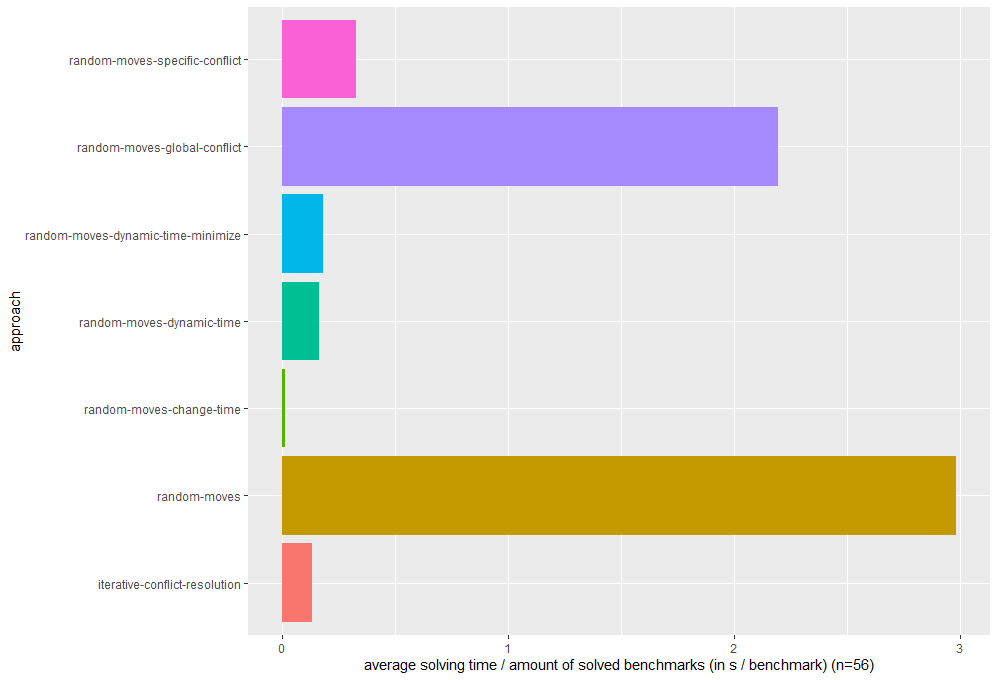 random-moves-specific-conflict
random-moves-global-conflict
random-moves-dynamic-time-minimize
random-moves-dynamic-time
random-moves-change-time
random-moves
iterative-conflict-resolution
approach
0 1 2 3
average solving time / amount of solved benchmarks (in s / benchmark) (n=56)